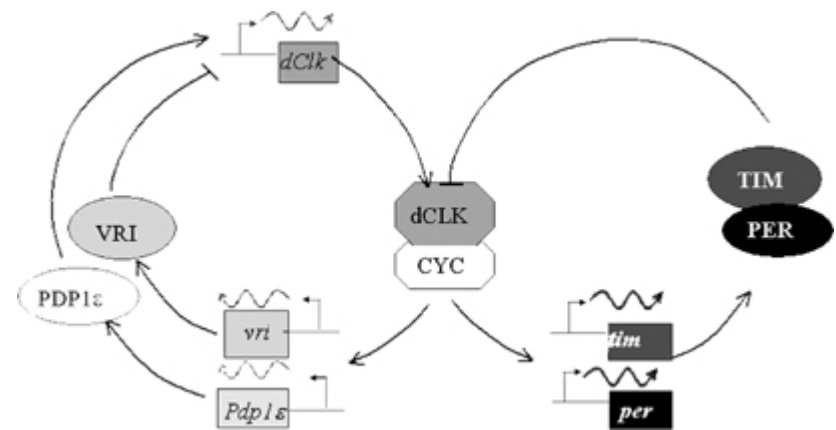 dClk
TIM
dCLK
VRI
PER
CYC
PDP1ε
vri
tim
Pdp1ε
per